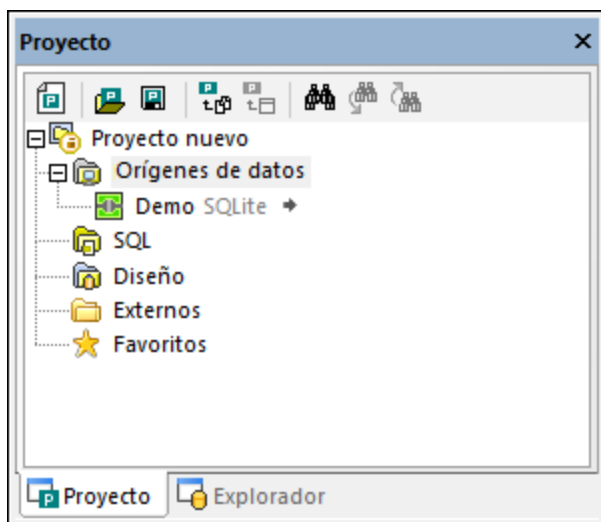 Proyecto
Proyecto nuevo
Orígenes de datos
Demo SQLite
SQL
Diseño
Externos
Favoritos
Proyecto Explorador